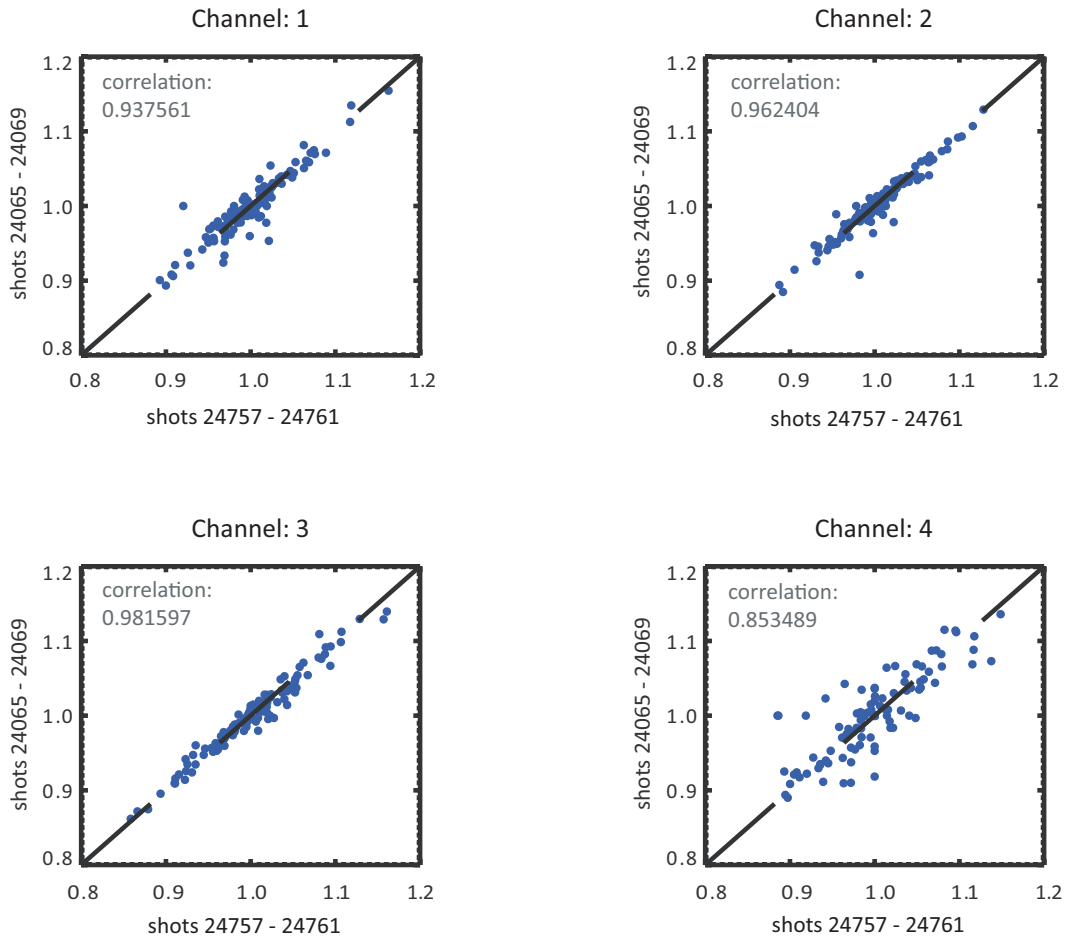 Channel: 1
correlation:
0.937561
1.2
1.1
1.0
0.9
0.8
shots 24065 - 24069
0.8 0.9 1.0 1.1 1.2
shots 24757 - 24761
Channel: 2
correlation:
0.962404
1.2
1.1
1.0
0.9
0.8
shots 24065 - 24069
0.8 0.9 1.0 1.1 1.2
shots 24757 - 24761
Channel: 3
correlation:
0.981597
1.2
1.1
1.0
0.9
0.8
shots 24065 - 24069
0.8 0.9 1.0 1.1 1.2
shots 24757 - 24761
Channel: 4
correlation:
0.853489
1.2
1.1
1.0
0.9
0.8
shots 24065 - 24069
0.8 0.9 1.0 1.1 1.2
shots 24757 - 24761